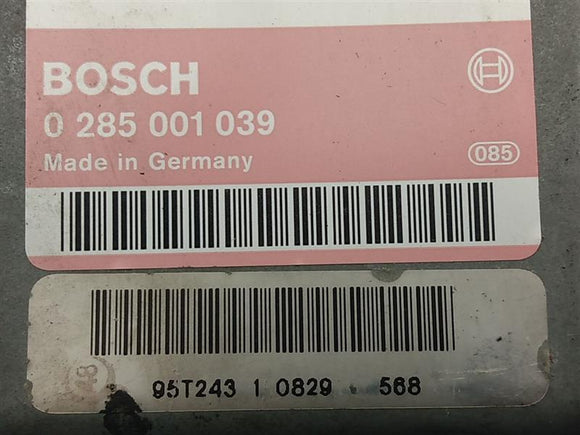 BOSCH
0 285 001 039
Made in Germany
085
95T243 1 0829 568